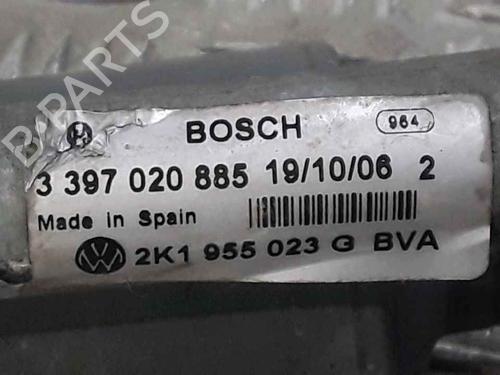 B-PARTS
BOSCH
964
3 397 020 885 19/10/06 2
Made in Spain
2K1 955 023 G BVA